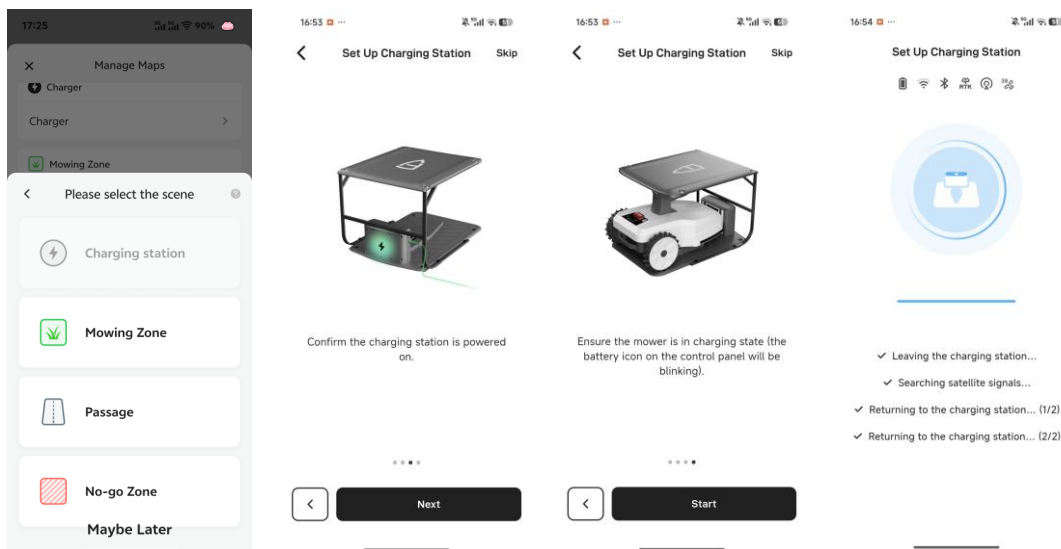 17:25
90%
Manage Maps
Charger
Charger
Mowing Zone
Please select the scene
Charging station
Mowing Zone
Passage
No-go Zone
Maybe Later
16:53
Set Up Charging Station
Skip
Confirm the charging station is powered
on.
Next
16:53
Set Up Charging Station
Skip
Ensure the mower is in charging state (the
battery icon on the control panel will be
blinking).
Start
16:54
Set Up Charging Station
RTK
Leaving the charging station...
Searching satellite signals...
Returning to the charging station... (1/2)
Returning to the charging station... (2/2)